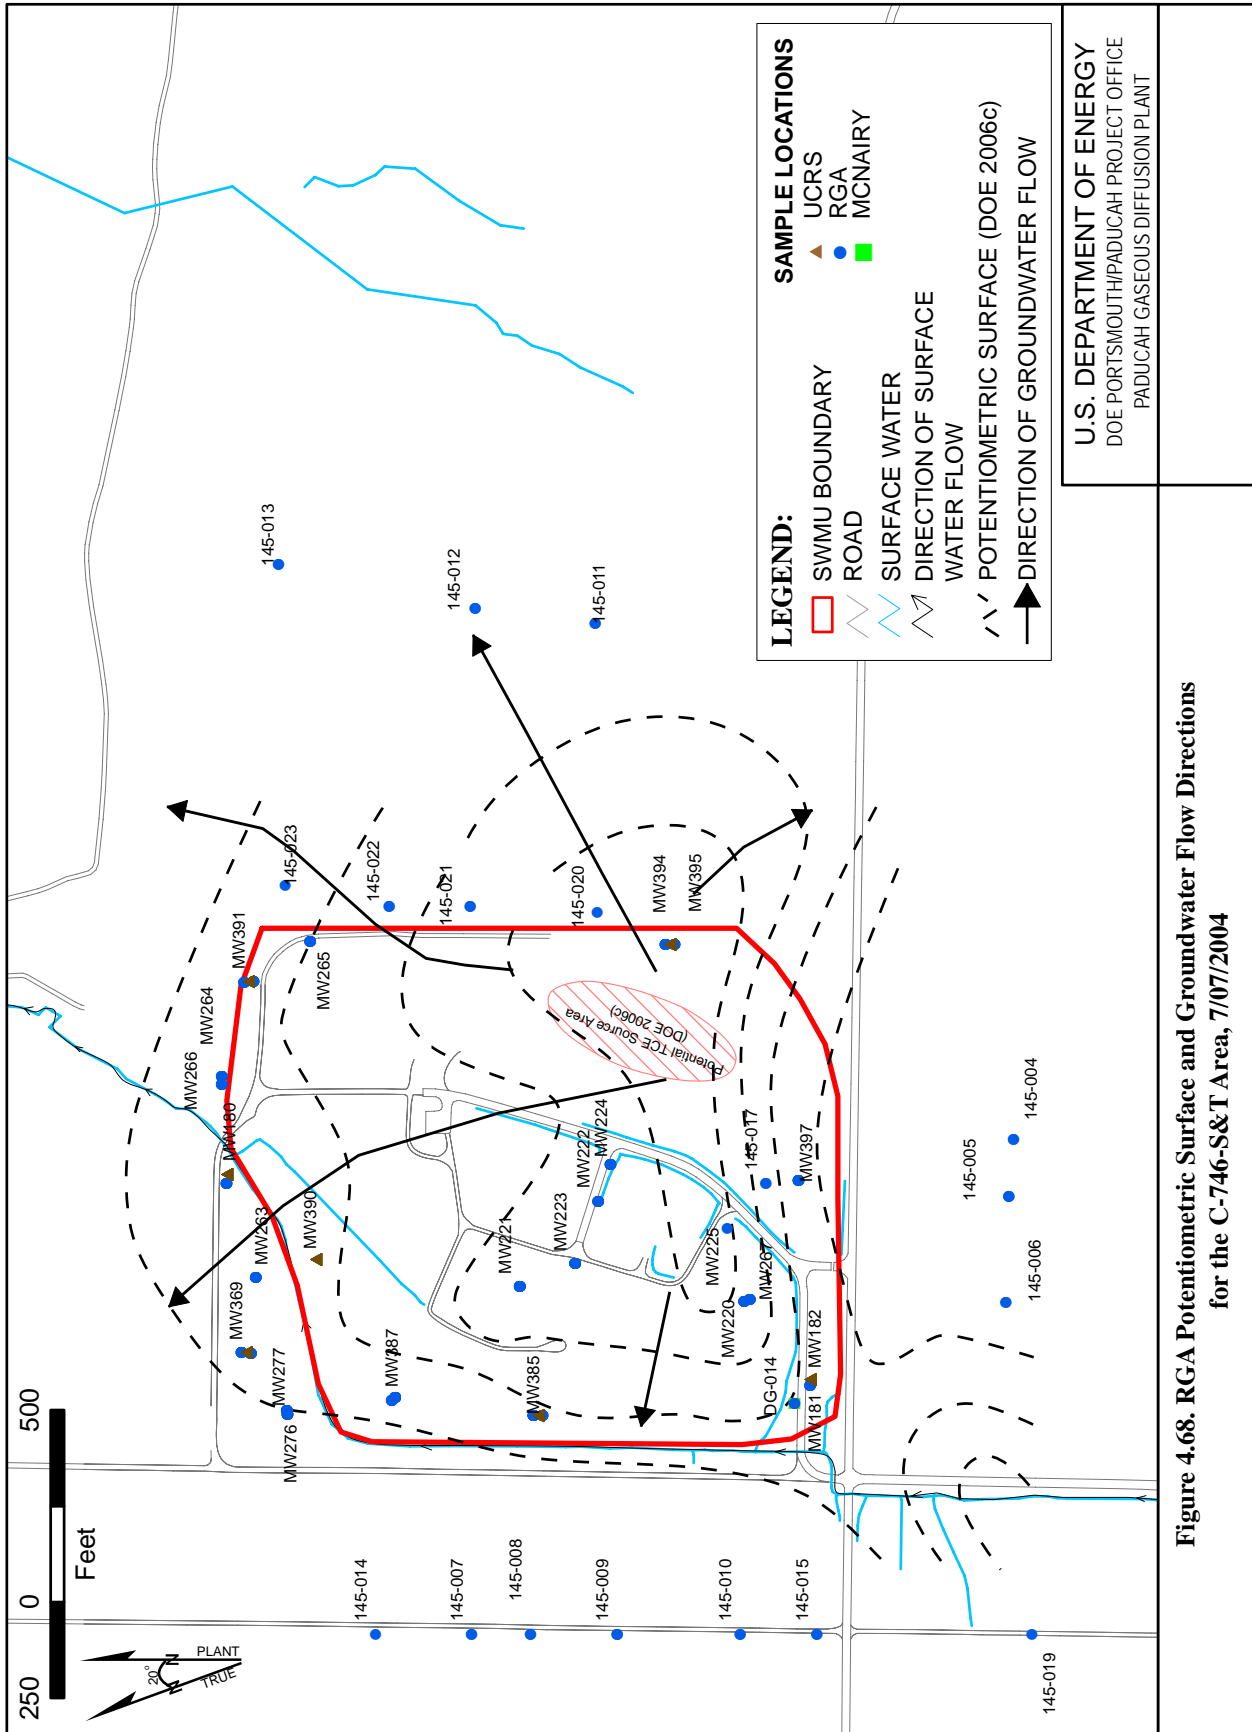 250
0
500
Feet
20°
N
N
PLANT
TRUE
MW266
MW264
MW391
MW180
MW263
MW369
MW277
MW276
MW390
MW387
MW265
MW385
MW221
MW223
MW222
MW224
MW225
MW220
MW267
MW397
MW182
MW181
DG-014
MW394
MW395
145-023
145-022
145-021
145-020
145-017
145-013
145-012
145-011
145-014
145-007
145-008
145-009
145-010
145-015
145-019
145-006
145-005
145-004
Potential TCE Source Area
(DOE 2006c)
LEGEND:
SWMU BOUNDARY
ROAD
SURFACE WATER
DIRECTION OF SURFACE
WATER FLOW
POTENTIOMETRIC SURFACE (DOE 2006c)
DIRECTION OF GROUNDWATER FLOW
SAMPLE LOCATIONS
UCRS
RGA
MCNAIRY
U.S. DEPARTMENT OF ENERGY
DOE PORTSMOUTH/PADUCAH PROJECT OFFICE
PADUCAH GASEOUS DIFFUSION PLANT
Figure 4.68. RGA Potentiometric Surface and Groundwater Flow Directions
for the C-746-S&T Area, 7/07/2004